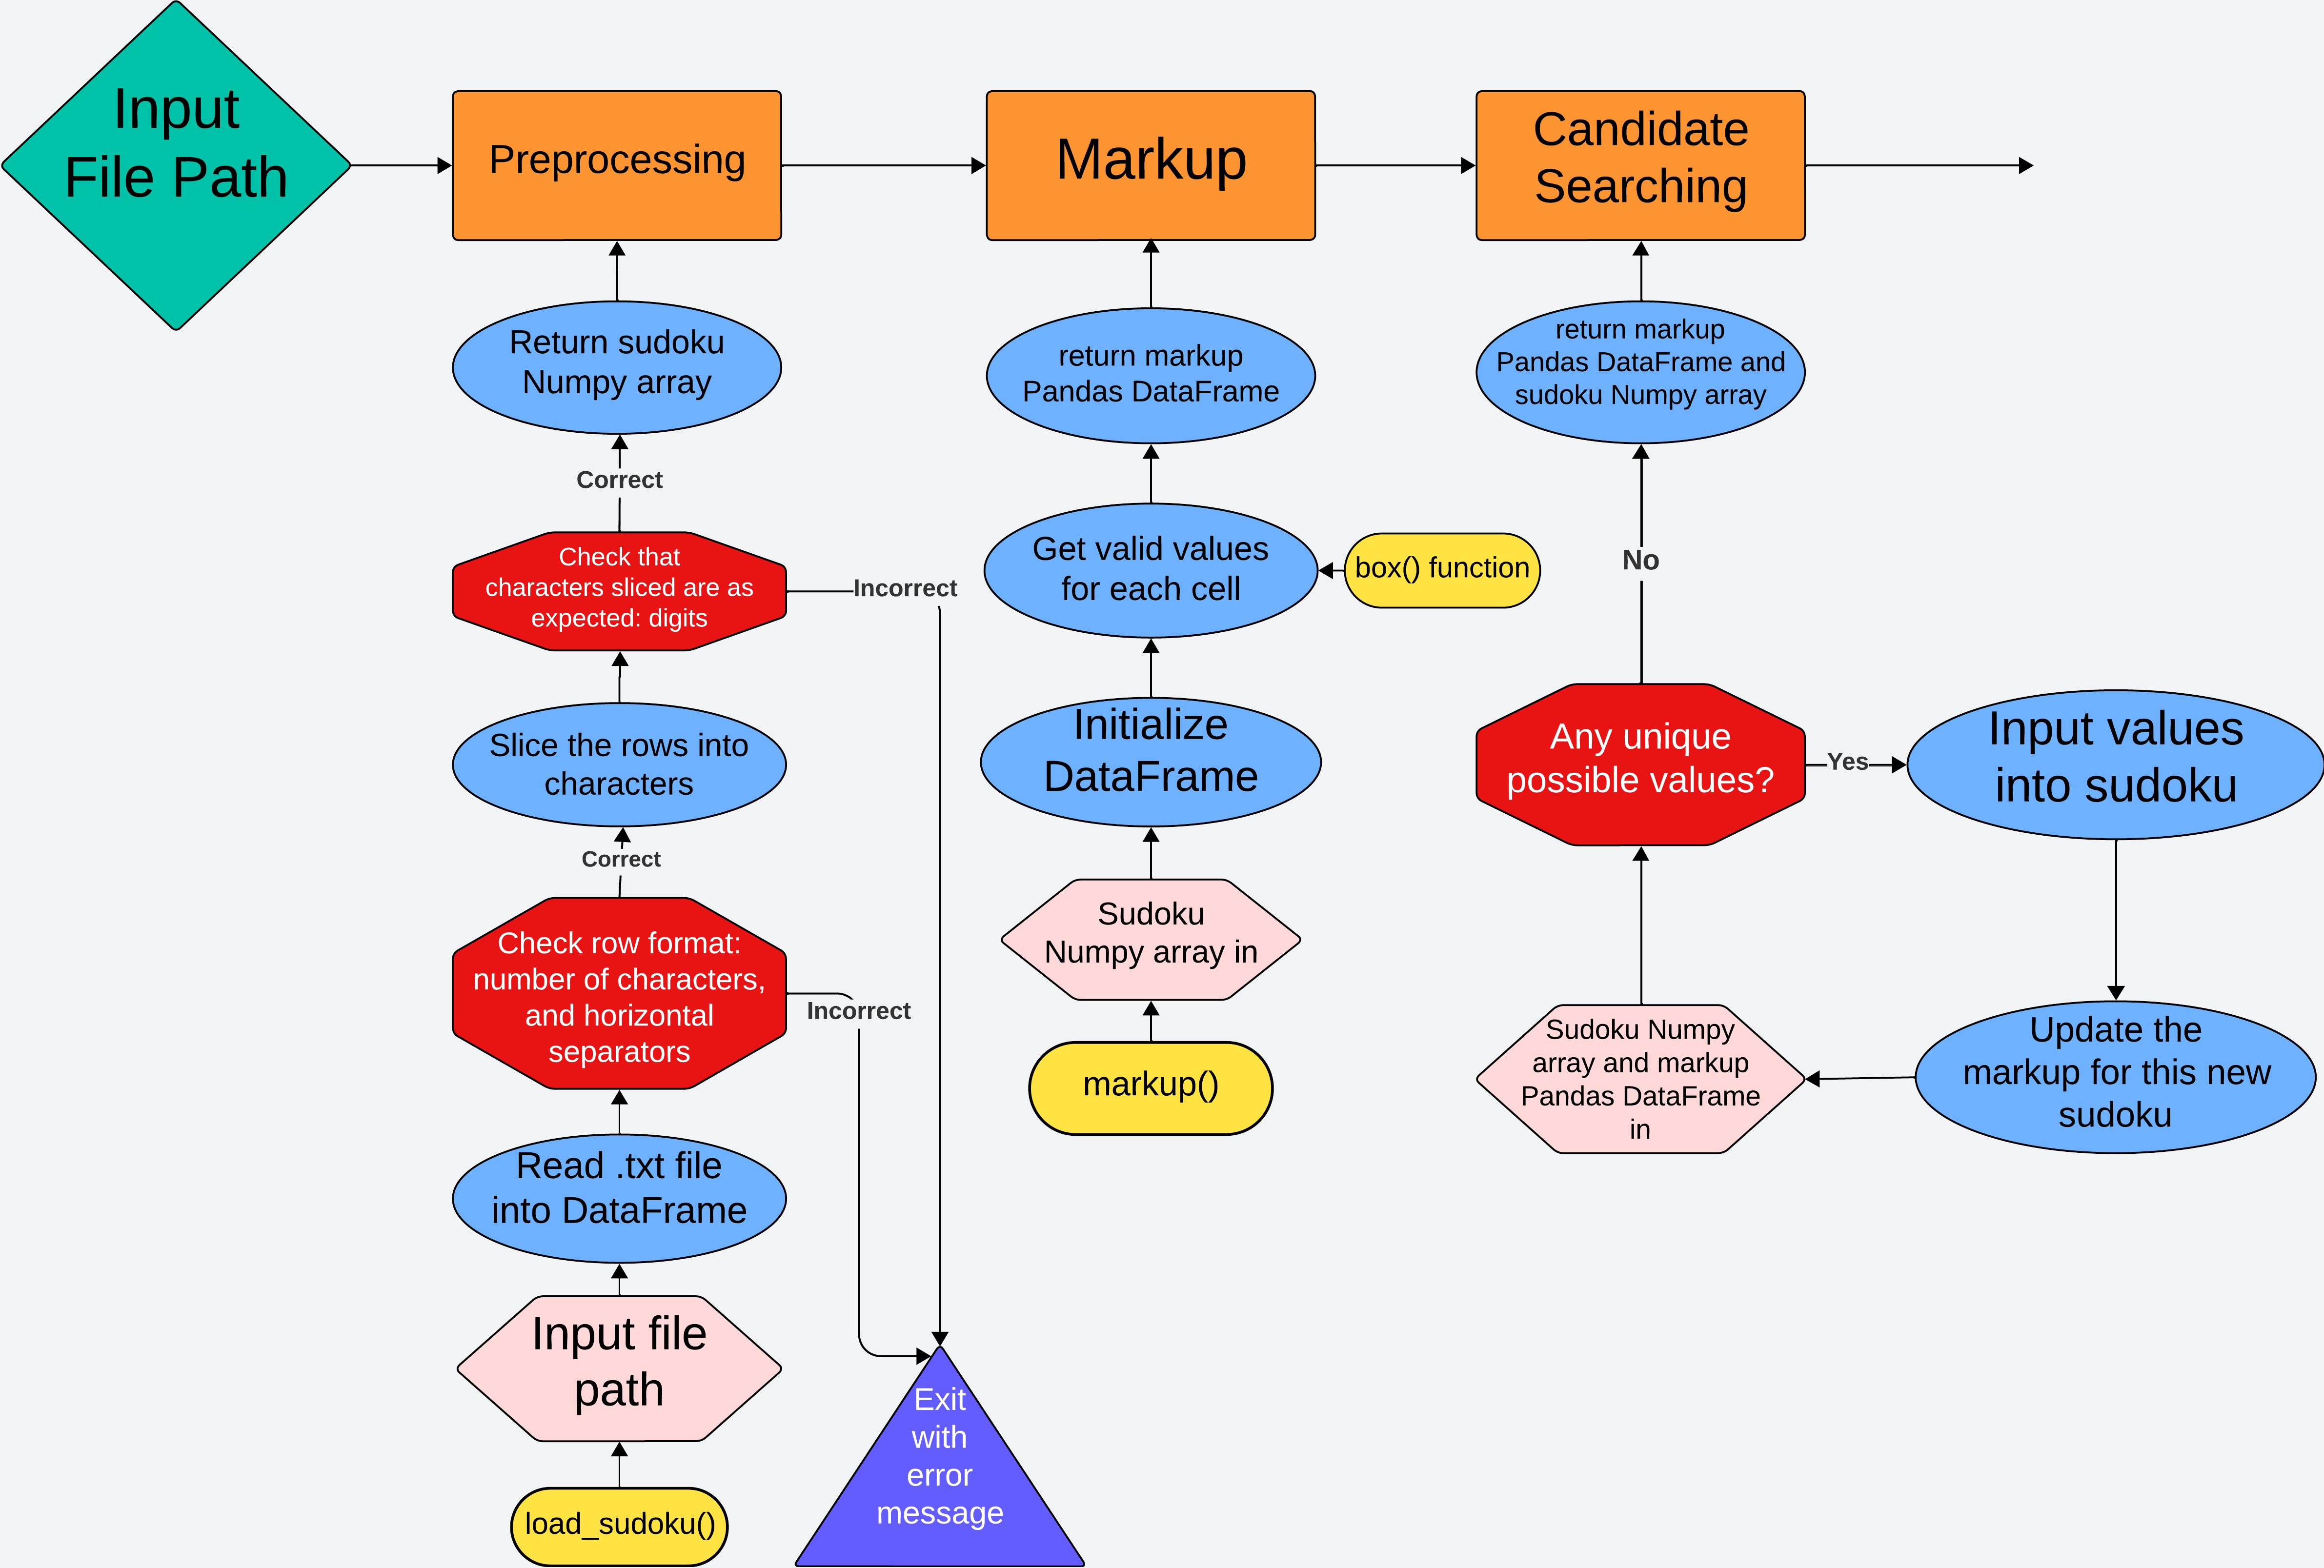 Input
File Path
Preprocessing
Markup
Candidate
Searching
Return sudoku
Numpy array
return markup
Pandas DataFrame
return markup
Pandas DataFrame and
sudoku Numpy array
Correct
Check that
characters sliced are as
expected: digits
Incorrect
Get valid values
for each cell
box() function
No
Slice the rows into
characters
Initialize
DataFrame
Any unique
possible values?
Yes
Input values
into sudoku
Correct
Check row format:
number of characters,
and horizontal
separators
Incorrect
Sudoku
Numpy array in
markup()
Sudoku Numpy
array and markup
Pandas DataFrame
in
Update the
markup for this new
sudoku
Read .txt file
into DataFrame
Input file
path
Exit
with
error
message
load_sudoku()